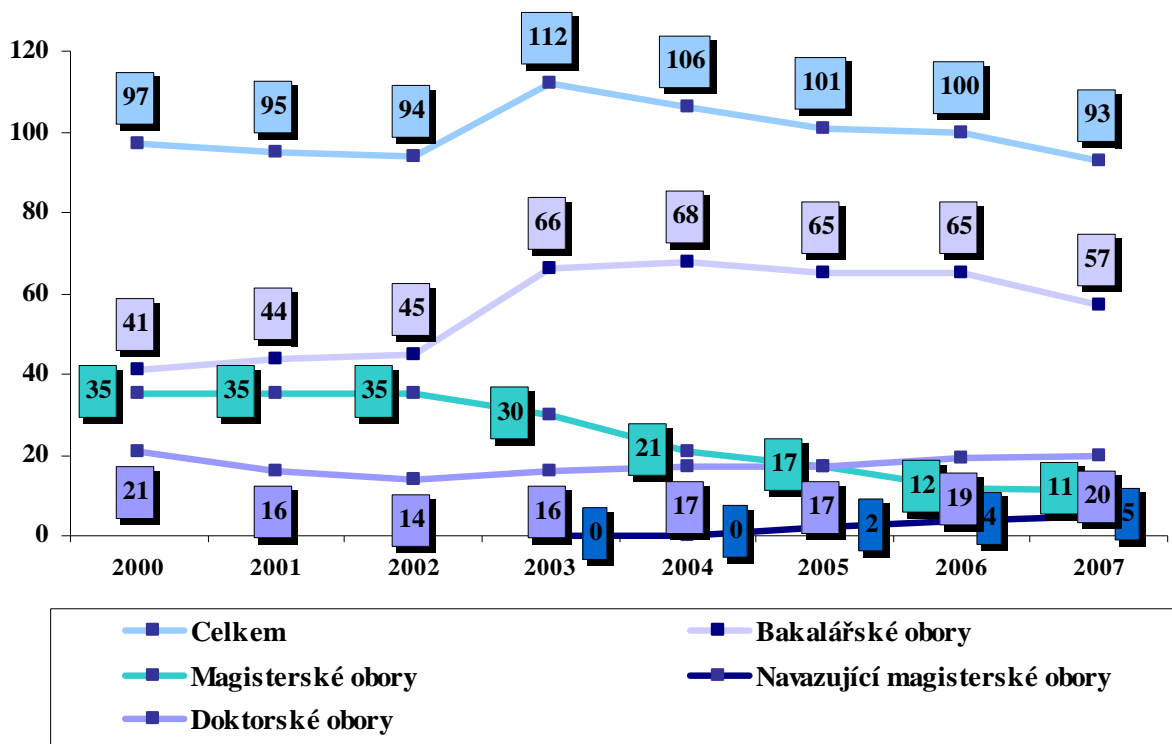 120
100
80
60
40
20
0
97 95 94 112 106 101 100 93
41 44 45 66 68 65 65 57
35 35 35 30 21 17 12 11
21 16 14 16 17 17 19 20
0 0 2 4 5
2000 2001 2002 2003 2004 2005 2006 2007
Celkem Bakalářské obory
Magisterské obory Navazující magisterské obory
Doktorské obory